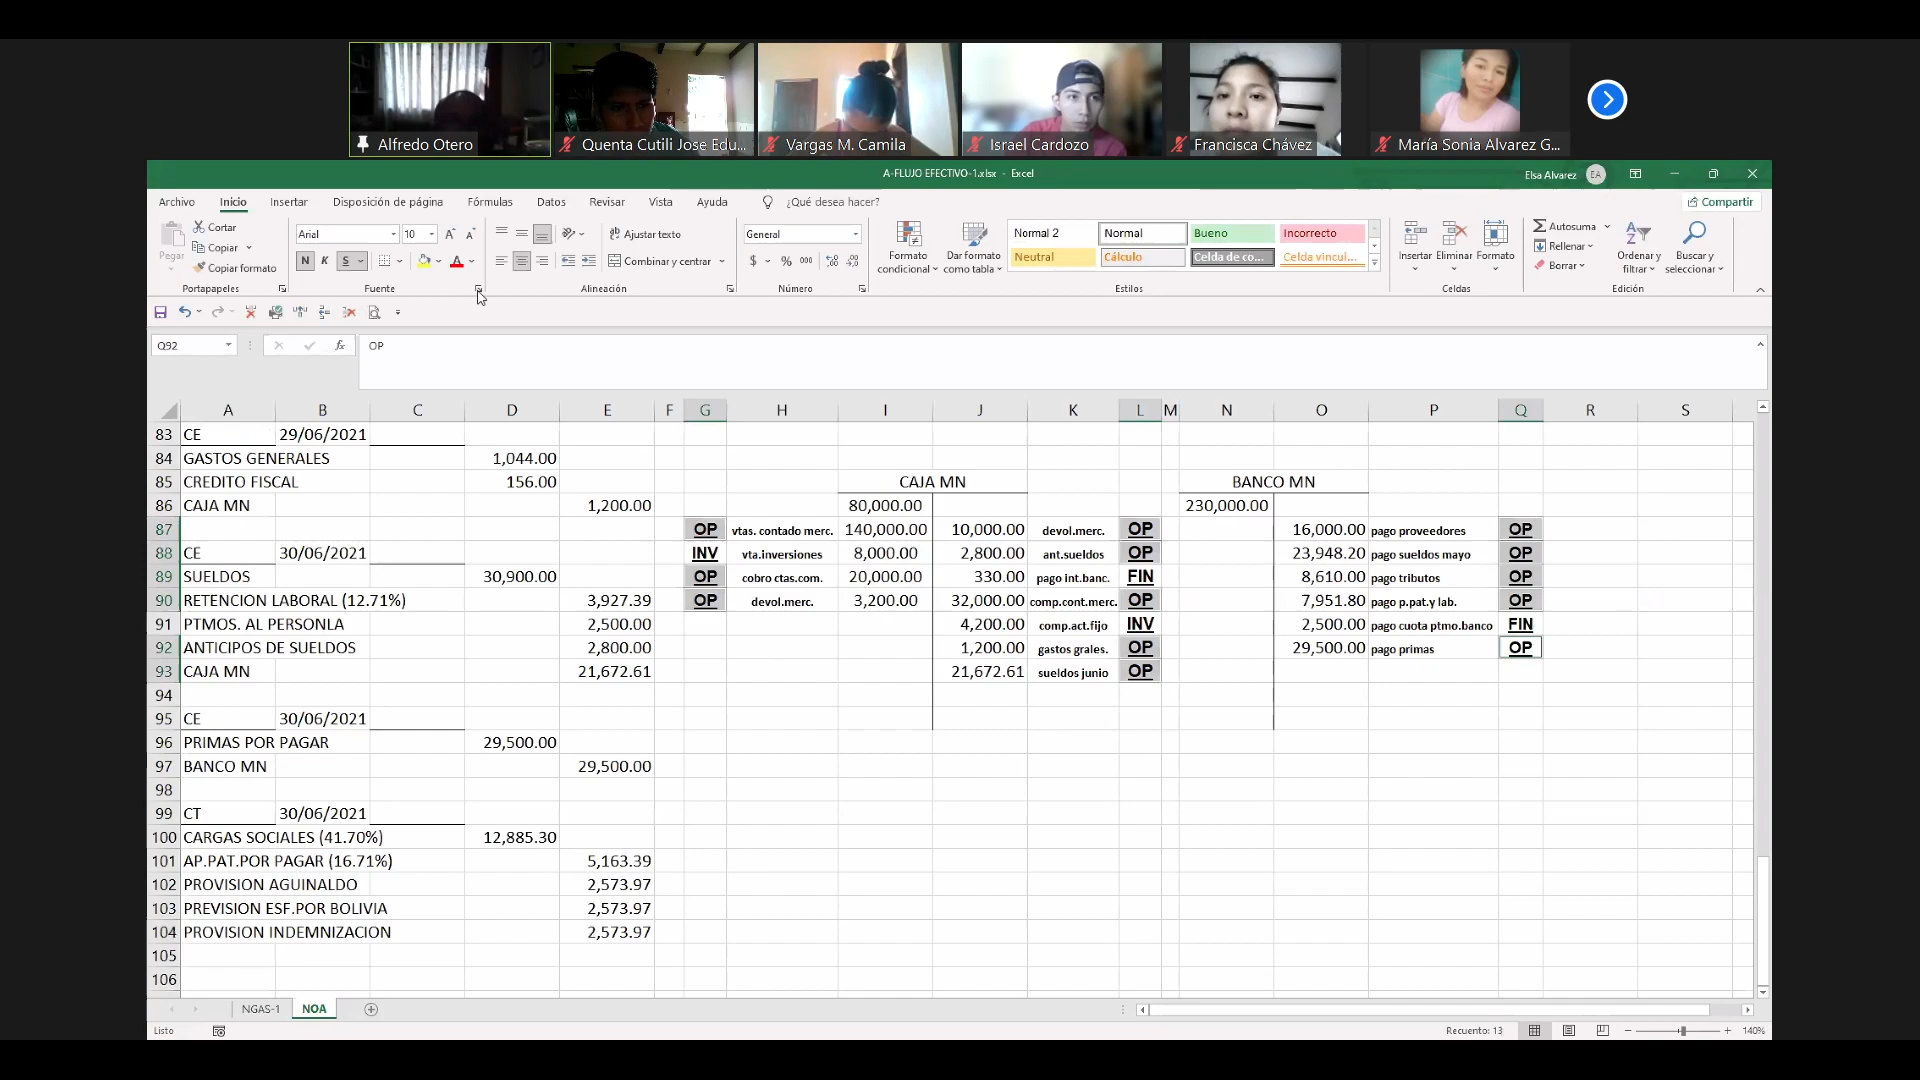 Alfredo Otero
Quenta Cutili Jose Edu...
Vargas M. Camila
Israel Cardozo
Francisca Chávez
María Sonia Alvarez G...
A-FLUJO EFECTIVO-1.xlsx - Excel
Elsa Alvarez EA
Archivo Inicio Insertar Disposición de página Fórmulas Datos Revisar Vista Ayuda ¿Qué desea hacer? Compartir
Pegar
Cortar
Copiar
Copiar formato
Portapapeles
Arial 10
N K S
Fuente
Ajustar texto
Combinar y centrar
Alineación
General
$ % 000
Número
Formato condicional
Dar formato como tabla
Normal 2 Normal Bueno Incorrecto
Neutral Cálculo Celda de co... Celda vincul...
Estilos
Insertar Eliminar Formato
Celdas
Autosuma
Rellenar
Borrar
Ordenary filtrar
Buscar y seleccionar
Edición
Q92 fx OP
A B C D E F G H I J K L M N O P Q R S
83 CE 29/06/2021
84 GASTOS GENERALES 1,044.00
85 CREDITO FISCAL 156.00 CAJA MN BANCO MN
86 CAJA MN 1,200.00 80,000.00 230,000.00
87 OP vtas. contado merc. 140,000.00 10,000.00 devol.merc. OP 16,000.00 pago proveedores OP
88 CE 30/06/2021 INV vta.inversiones 8,000.00 2,800.00 ant.sueldos OP 23,948.20 pago sueldos mayo OP
89 SUELDOS 30,900.00 OP cobro ctas.com. 20,000.00 330.00 pago int.banc. FIN 8,610.00 pago tributos OP
90 RETENCION LABORAL (12.71%) 3,927.39 OP devol.merc. 3,200.00 32,000.00 comp.cont.merc. OP 7,951.80 pago p.pat.y lab. OP
91 PTMOS. AL PERSONLA 2,500.00 4,200.00 comp.act.fijo INV 2,500.00 pago cuota ptmo.banco FIN
92 ANTICIPOS DE SUELDOS 2,800.00 1,200.00 gastos grales. OP 29,500.00 pago primas OP
93 CAJA MN 21,672.61 21,672.61 sueldos junio OP
94
95 CE 30/06/2021
96 PRIMAS POR PAGAR 29,500.00
97 BANCO MN 29,500.00
98
99 CT 30/06/2021
100 CARGAS SOCIALES (41.70%) 12,885.30
101 AP.PAT.POR PAGAR (16.71%) 5,163.39
102 PROVISION AGUINALDO 2,573.97
103 PREVISION ESF.POR BOLIVIA 2,573.97
104 PROVISION INDEMNIZACION 2,573.97
105
106
NGAS-1 NOA
Listo Recuento: 13 140%